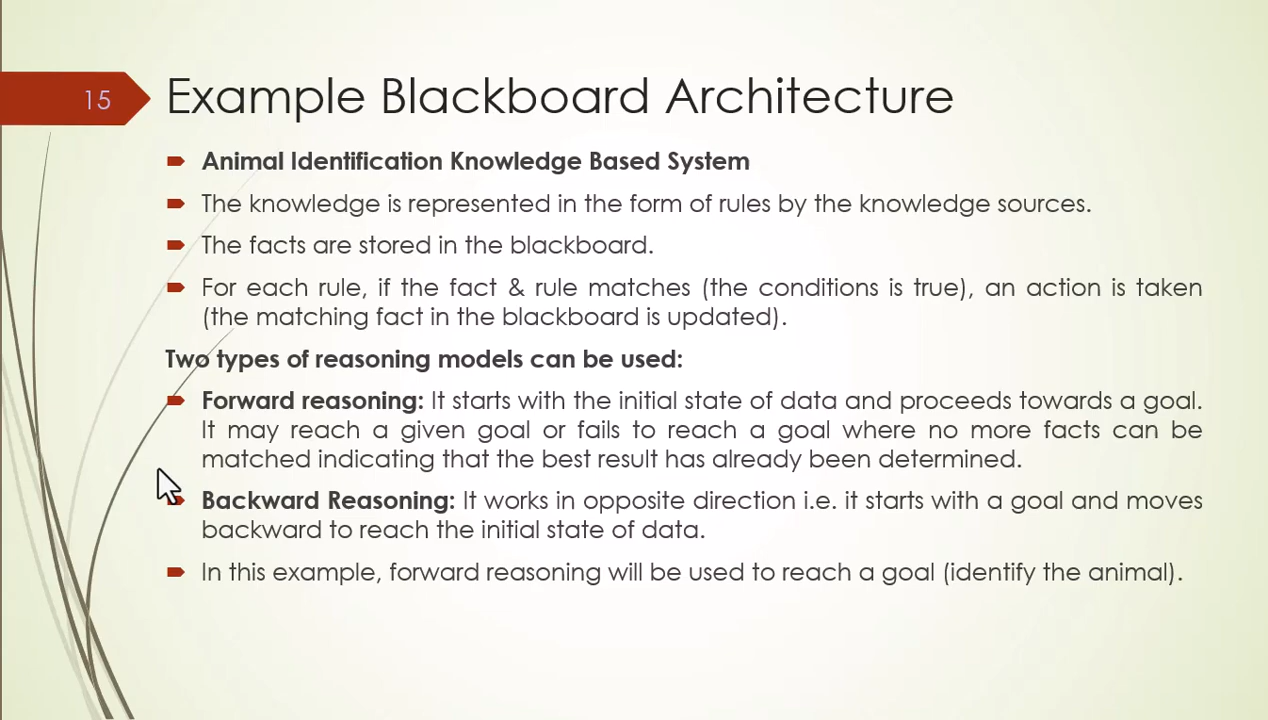 15
Example Blackboard Architecture
Animal Identification Knowledge Based System
The knowledge is represented in the form of rules by the knowledge sources.
The facts are stored in the blackboard.
For each rule, if the fact & rule matches (the conditions is true), an action is taken
(the matching fact in the blackboard is updated).
Two types of reasoning models can be used:
Forward reasoning: It starts with the initial state of data and proceeds towards a goal.
It may reach a given goal or fails to reach a goal where no more facts can be
matched indicating that the best result has already been determined.
Backward Reasoning: It works in opposite direction i.e. it starts with a goal and moves
backward to reach the initial state of data.
In this example, forward reasoning will be used to reach a goal (identify the animal).